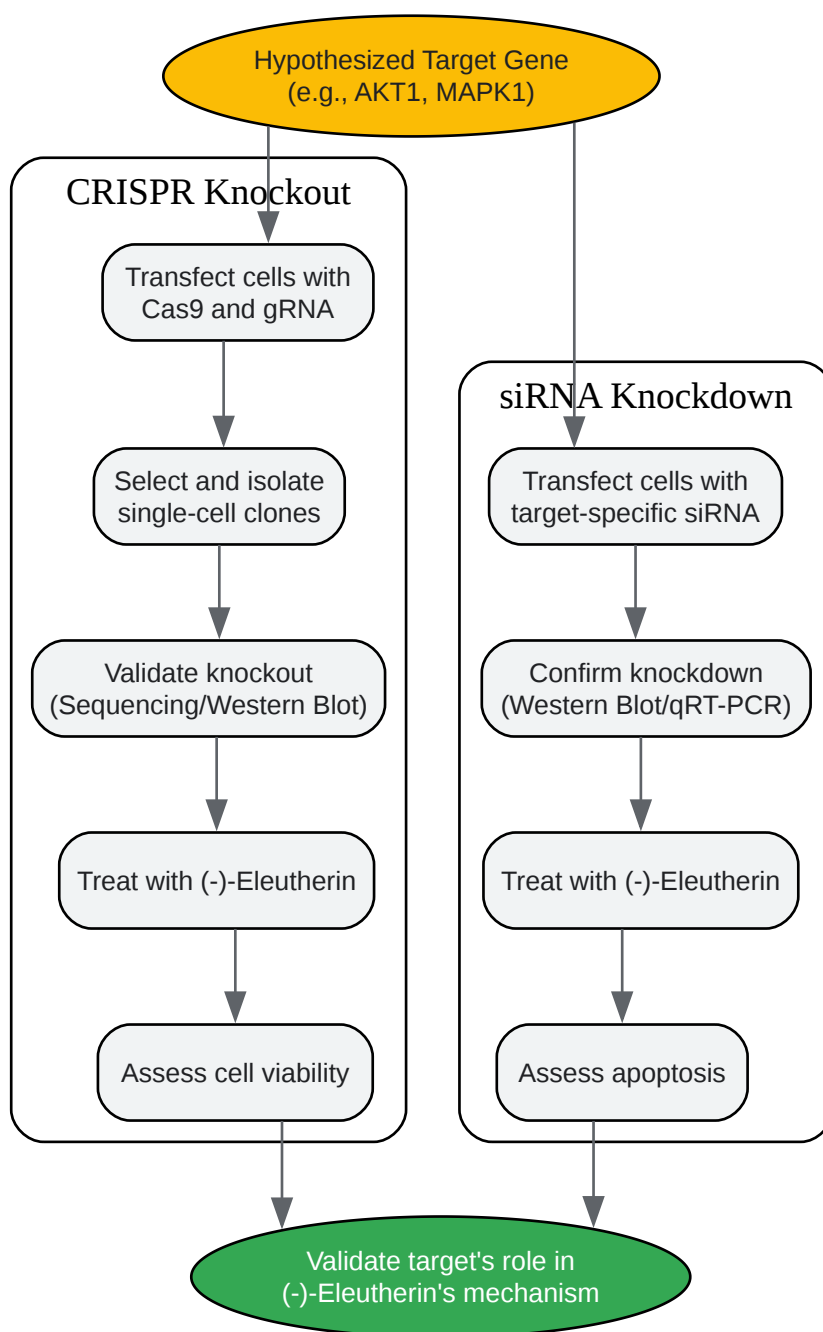 Hypothesized Target Gene
(e.g., AKT1, MAPK1)
CRISPR Knockout
Transfect cells with
Cas9 and gRNA
Select and isolate
single-cell clones
Validate knockout
(Sequencing/Western Blot)
Treat with (-)-Eleutherin
Assess cell viability
siRNA Knockdown
Transfect cells with
target-specific siRNA
Confirm knockdown
(Western Blot/qRT-PCR)
Treat with (-)-Eleutherin
Assess apoptosis
Validate target's role in
(-)-Eleutherin's mechanism